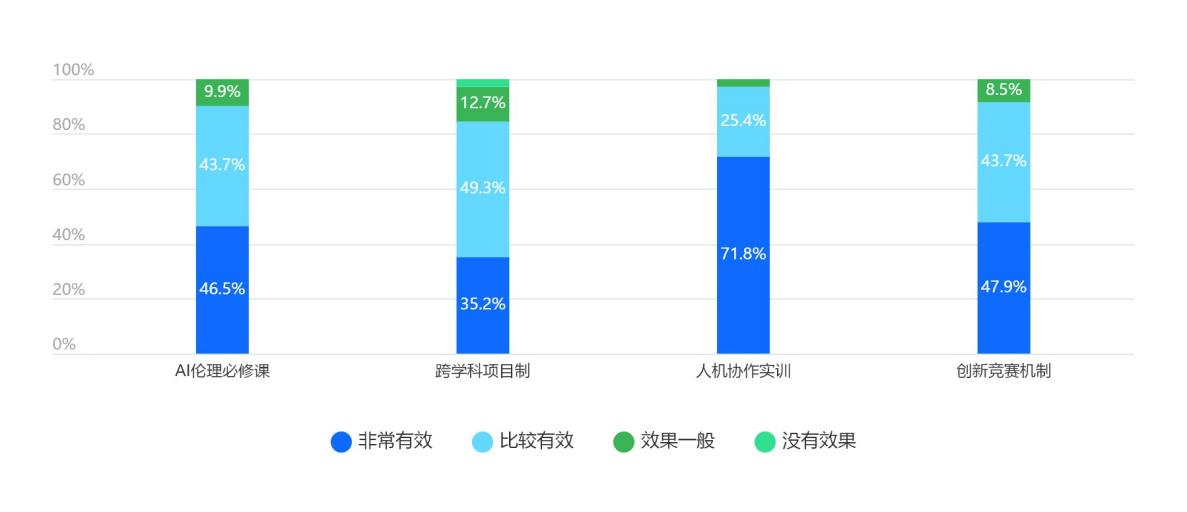 100%
9.9%
12.7%
25.4%
8.5%
80%
43.7%
49.3%
43.7%
60%
71.8%
40%
46.5%
35.2%
47.9%
20%
0%
AI伦理必修课
跨学科项目制
人机协作实训
创新竞赛机制
非常有效
比较有效
效果一般
没有效果